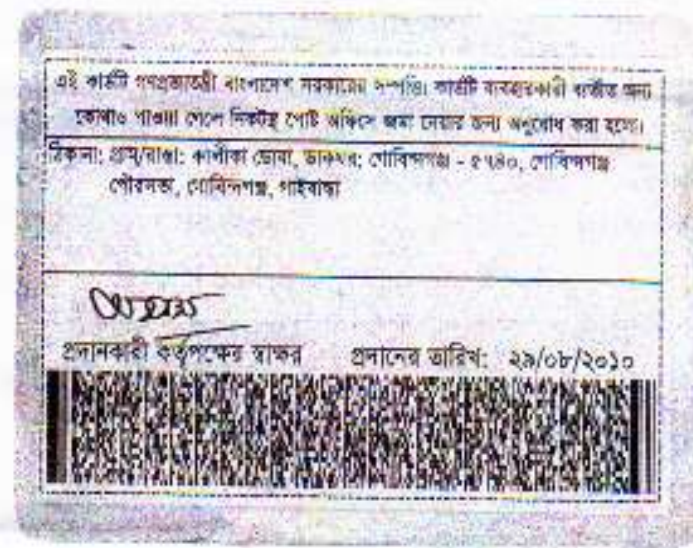 এই কার্ডটি গণপ্রজাতন্ত্রী বাংলাদেশ সরকারের সম্পত্তি। কার্ডটি ব্যবহারকারী ব্যতীত অন্য
কোথাও পাওয়া গেলে নিকটস্থ পোষ্ট অফিসে জমা দেয়ার জন্য অনুরোধ করা হলো।
ঠিকানা: গ্রাম/রাস্তা: কালীকা ডোবা, ডাকঘর: গোবিন্দগঞ্জ - ৫৭৪০, গোবিন্দগঞ্জ
পৌরসভা, গোবিন্দগঞ্জ, গাইবান্ধা
প্রদানকারী কর্তৃপক্ষের স্বাক্ষর প্রদানের তারিখ: ২৯/০৮/২০১০